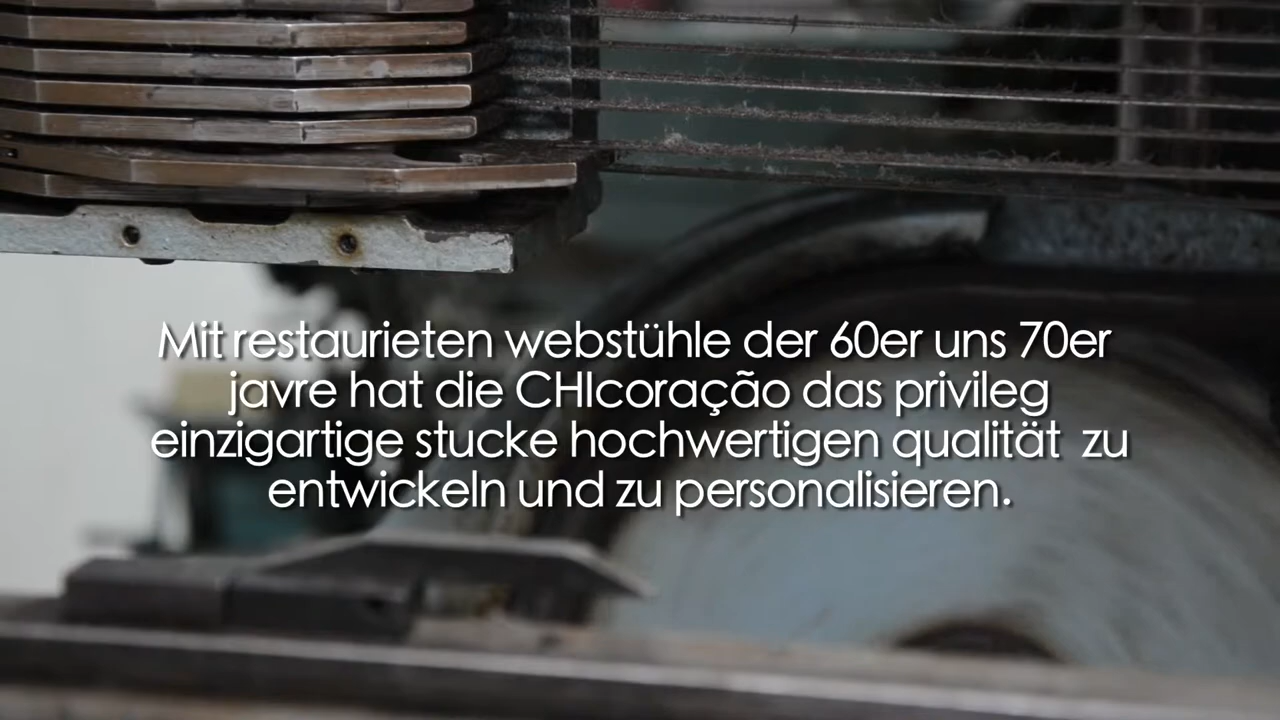 Mit restaurieten webstühle der 60er uns 70er
javre hat die CHIcoração das privileg
einzigartige stucke hochwertigen qualität zu
entwickeln und zu personalisieren.